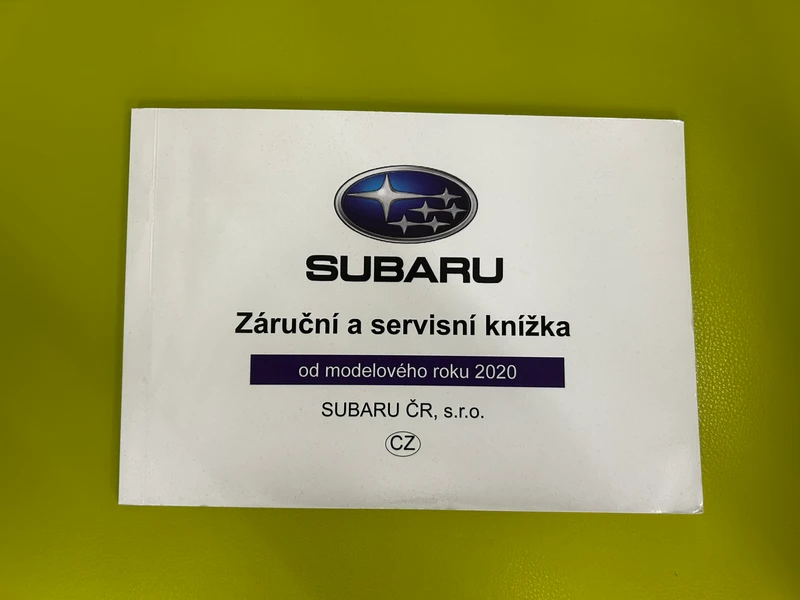 SUBARU
Záruční a servisní knížka
od modelového roku 2020
SUBARU ČR, s.r.o.
CZ